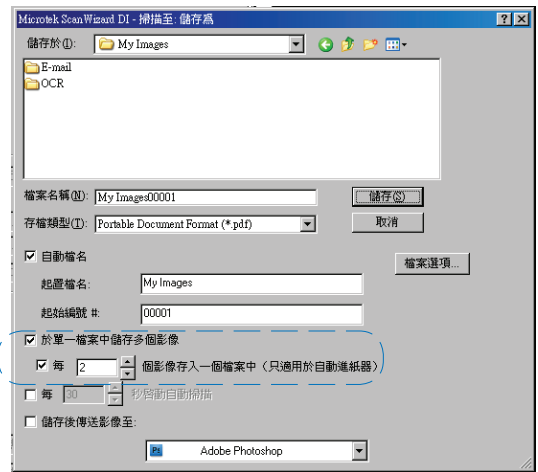 Microtek ScanWizard DI - 掃描至: 儲存為
儲存於(I): My Images
E-mail
OCR
檔案名稱(N): My Images00001 儲存(S)
存檔類型(T): Portable Document Format (*.pdf) 取消
自動檔名 檔案選項...
起置檔名: My Images
起始編號 #: 00001
於單一檔案中儲存多個影像
每 2 個影像存入一個檔案中（只適用於自動進紙器）
每 30 秒啓動自動掃描
儲存後傳送影像至:
Ps Adobe Photoshop